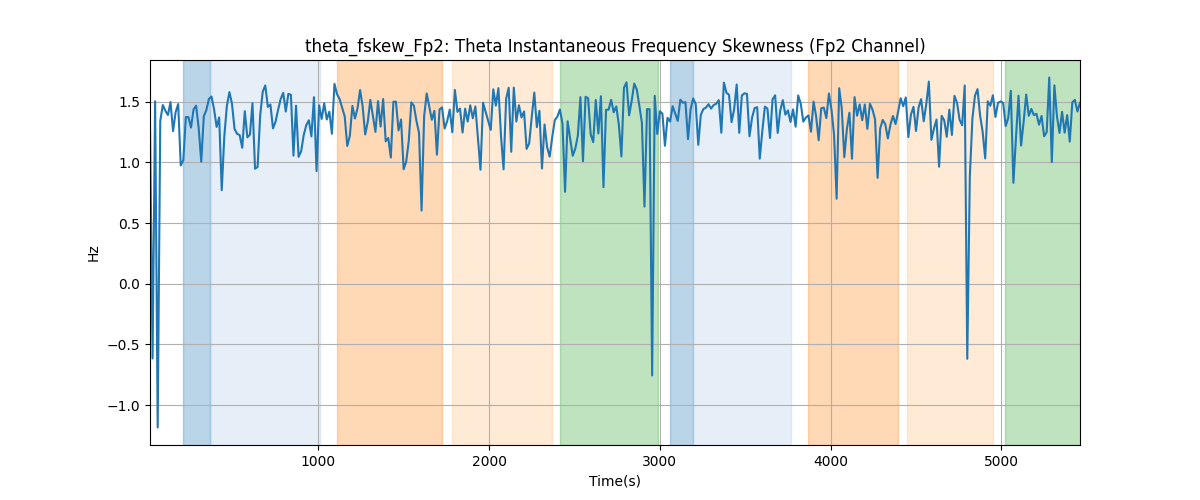 theta_fskew_Fp2: Theta Instantaneous Frequency Skewness (Fp2 Channel)
1.5
1.0
0.5
0.0
−0.5
−1.0
Hz
1000 2000 3000 4000 5000
Time(s)